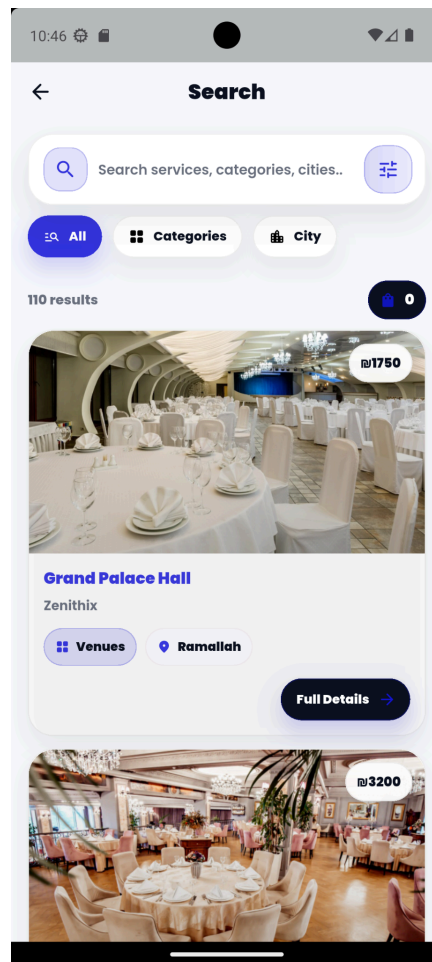 10:46
Search
Search services, categories, cities..
All
Categories
City
110 results
0
₪1750
Grand Palace Hall
Zenithix
Venues
Ramallah
Full Details
₪3200